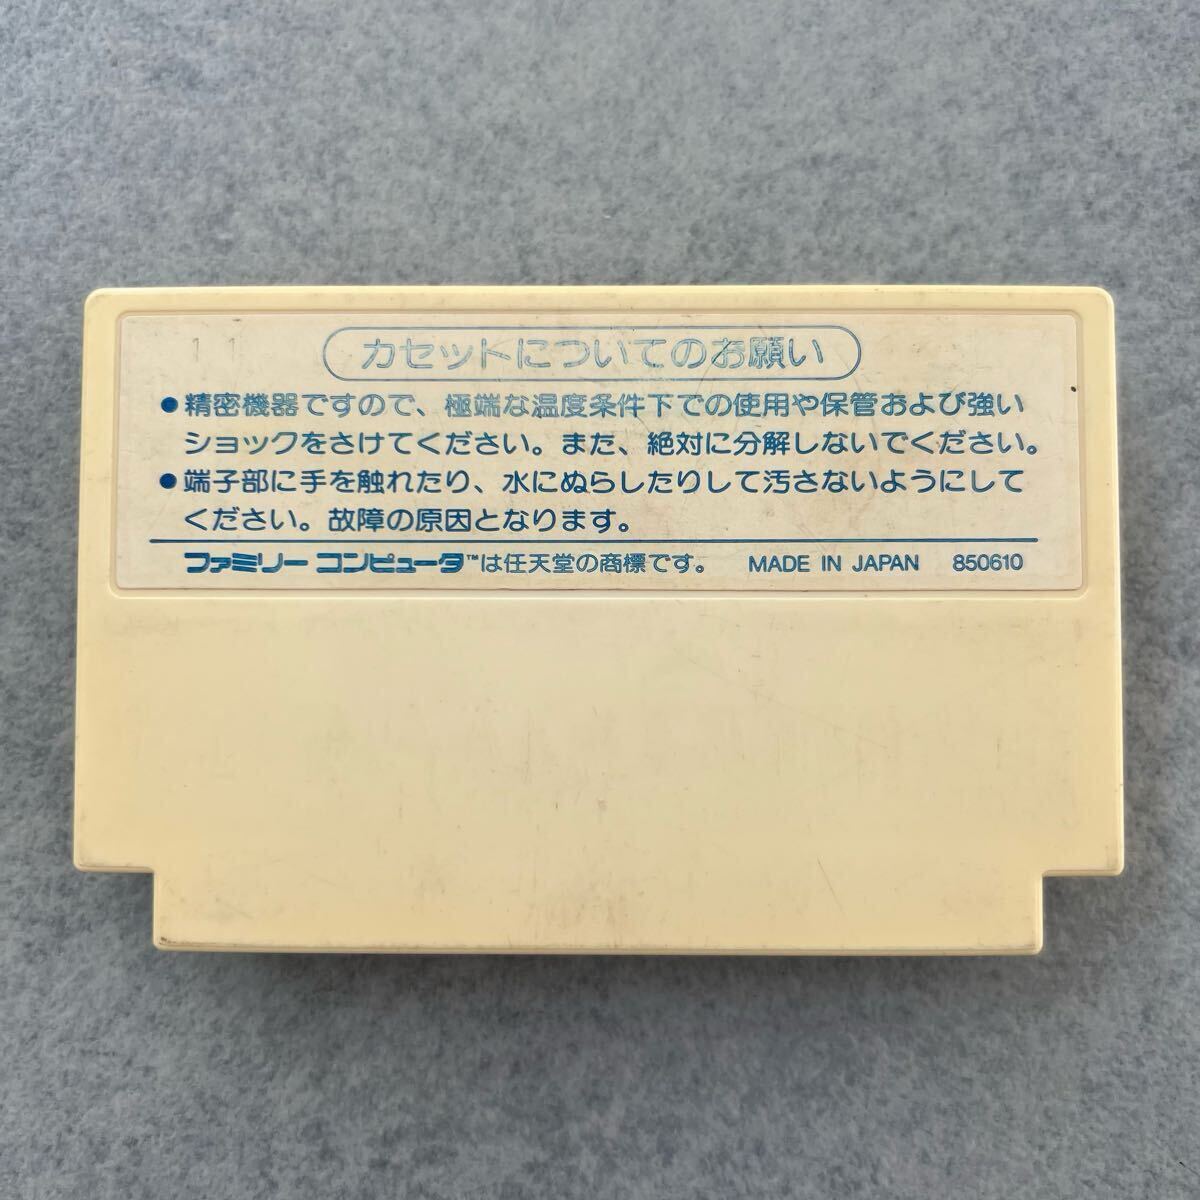 11
カセットについてのお願い
●精密機器ですので、極端な温度条件下での使用や保管および強い
ショックをさけてください。また、絶対に分解しないでください。
●端子部に手を触れたり、水にぬらしたりして汚さないようにして
ください。故障の原因となります。
ファミリーコンピュータ™は任天堂の商標です。 MADE IN JAPAN 850610